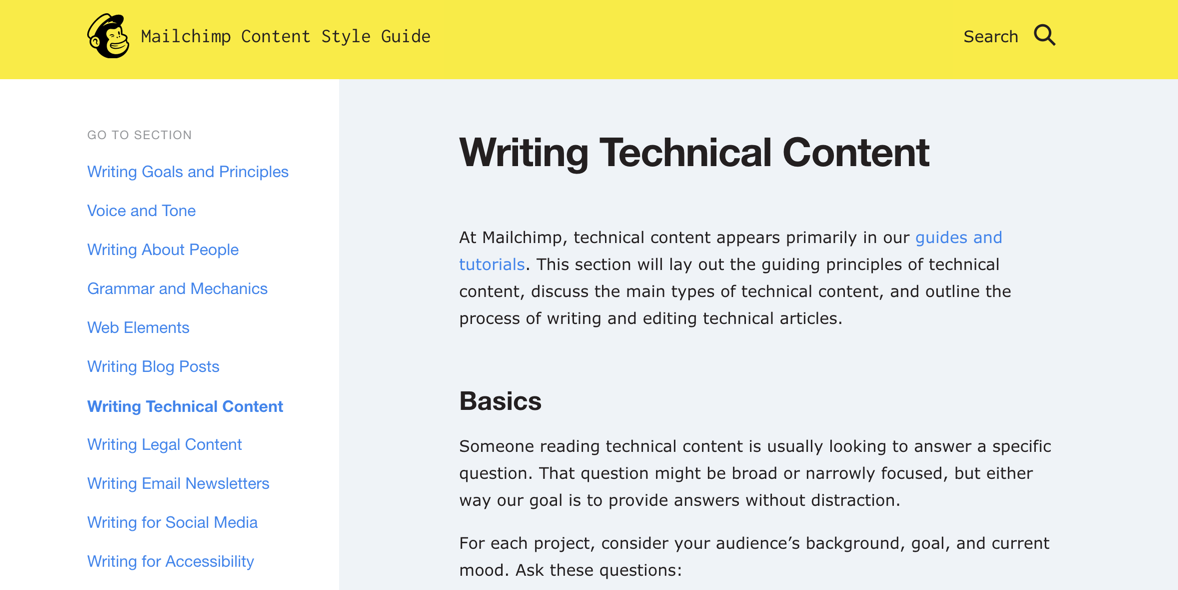 Mailchimp Content Style Guide
Search
GO TO SECTION
Writing Goals and Principles
Voice and Tone
Writing About People
Grammar and Mechanics
Web Elements
Writing Blog Posts
Writing Technical Content
Writing Legal Content
Writing Email Newsletters
Writing for Social Media
Writing for Accessibility
Writing Technical Content
At Mailchimp, technical content appears primarily in our guides and
tutorials. This section will lay out the guiding principles of technical
content, discuss the main types of technical content, and outline the
process of writing and editing technical articles.
Basics
Someone reading technical content is usually looking to answer a specific
question. That question might be broad or narrowly focused, but either
way our goal is to provide answers without distraction.
For each project, consider your audience’s background, goal, and current
mood. Ask these questions: